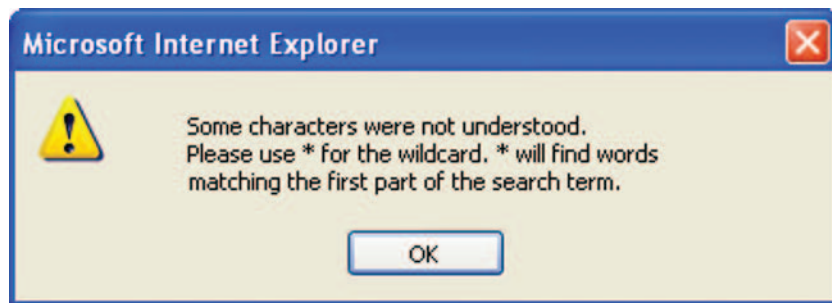 Microsoft Internet Explorer
Some characters were not understood.
Please use * for the wildcard. * will find words
matching the first part of the search term.
OK